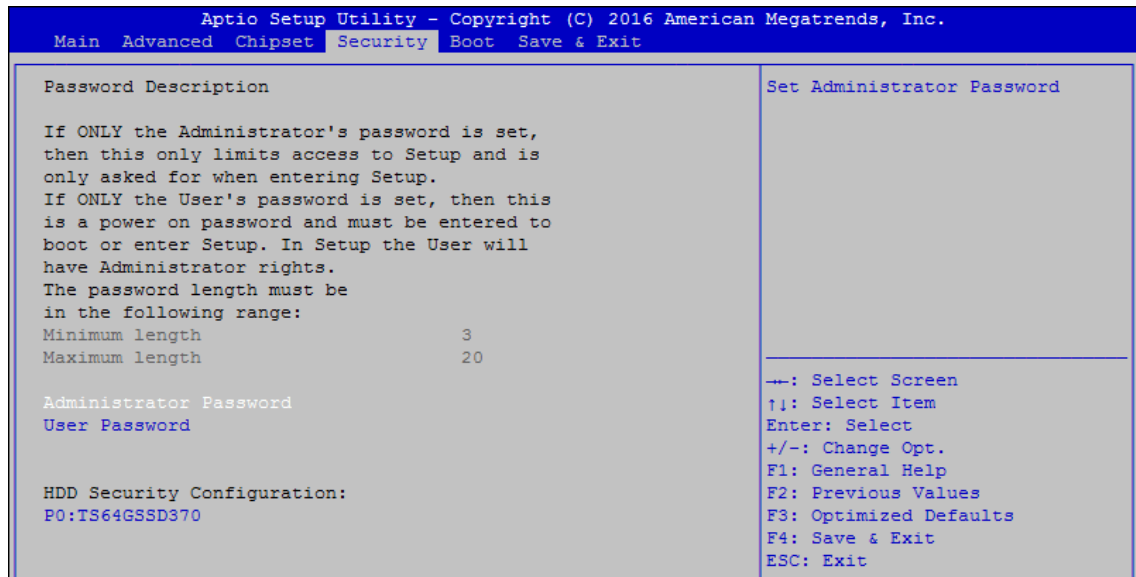 Aptio Setup Utility - Copyright (C) 2016 American Megatrends, Inc.
Main Advanced Chipset Security Boot Save & Exit
Password Description
If ONLY the Administrator's password is set,
then this only limits access to Setup and is
only asked for when entering Setup.
If ONLY the User's password is set, then this
is a power on password and must be entered to
boot or enter Setup. In Setup the User will
have Administrator rights.
The password length must be
in the following range:
Minimum length 3
Maximum length 20
Administrator Password
User Password
HDD Security Configuration:
P0:TS64GSSD370
Set Administrator Password
→←: Select Screen
↑↓: Select Item
Enter: Select
+/-: Change Opt.
F1: General Help
F2: Previous Values
F3: Optimized Defaults
F4: Save & Exit
ESC: Exit